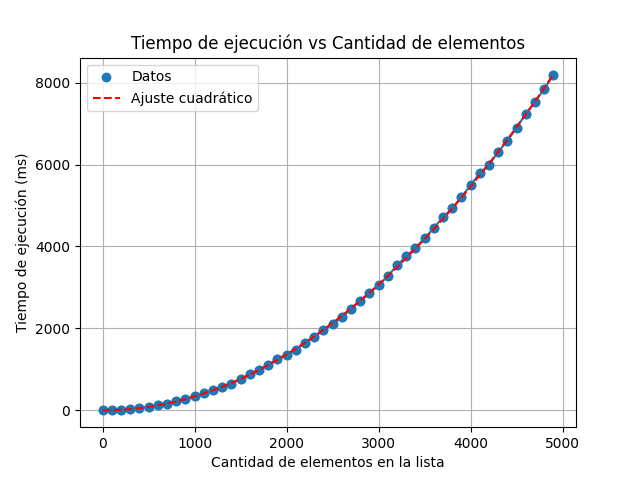 Tiempo de ejecución vs Cantidad de elementos
Datos
Ajuste cuadrático
Tiempo de ejecución (ms)
8000
6000
4000
2000
0
0 1000 2000 3000 4000 5000
Cantidad de elementos en la lista